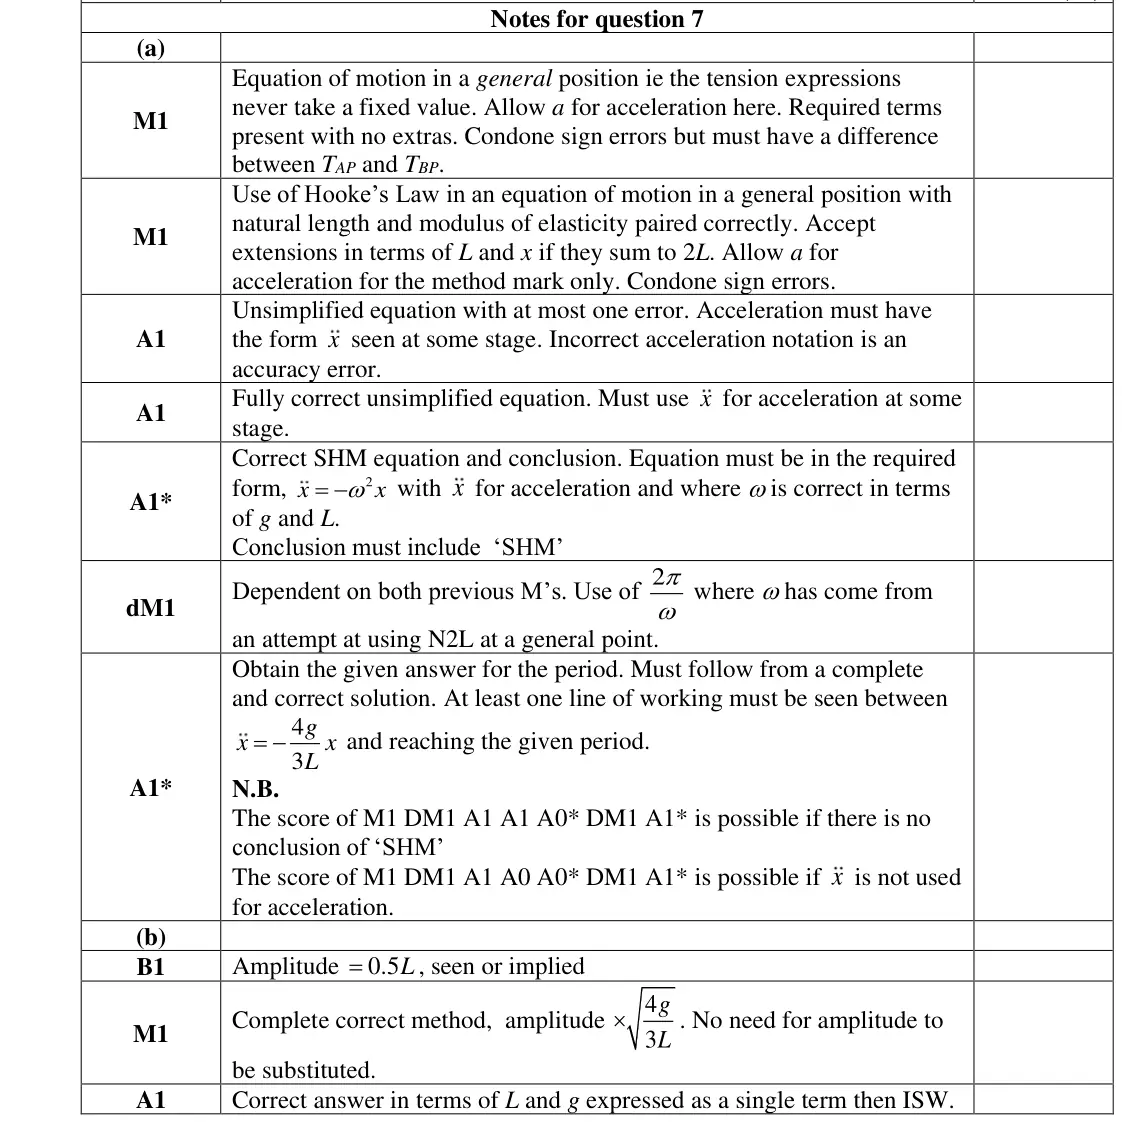 Notes for question 7
(a)
M1
Equation of motion in a general position ie the tension expressions
never take a fixed value. Allow a for acceleration here. Required terms
present with no extras. Condone sign errors but must have a difference
between T_AP and T_BP.
M1
Use of Hooke's Law in an equation of motion in a general position with
natural length and modulus of elasticity paired correctly. Accept
extensions in terms of L and x if they sum to 2L. Allow a for
acceleration for the method mark only. Condone sign errors.
A1
Unsimplified equation with at most one error. Acceleration must have
the form ẍ seen at some stage. Incorrect acceleration notation is an
accuracy error.
A1
Fully correct unsimplified equation. Must use ẍ for acceleration at some
stage.
A1*
Correct SHM equation and conclusion. Equation must be in the required
form, ẍ = −ω²x with ẍ for acceleration and where ω is correct in terms
of g and L.
Conclusion must include ‘SHM’
dM1
Dependent on both previous M's. Use of 2π/ω where ω has come from
an attempt at using N2L at a general point.
A1*
Obtain the given answer for the period. Must follow from a complete
and correct solution. At least one line of working must be seen between
ẍ = −4g/3L x and reaching the given period.
N.B.
The score of M1 DM1 A1 A1 A0* DM1 A1* is possible if there is no
conclusion of ‘SHM’
The score of M1 DM1 A1 A0 A0* DM1 A1* is possible if ẍ is not used
for acceleration.
(b)
B1
Amplitude = 0.5L, seen or implied
M1
Complete correct method, amplitude ×√(4g/3L). No need for amplitude to
be substituted.
A1
Correct answer in terms of L and g expressed as a single term then ISW.